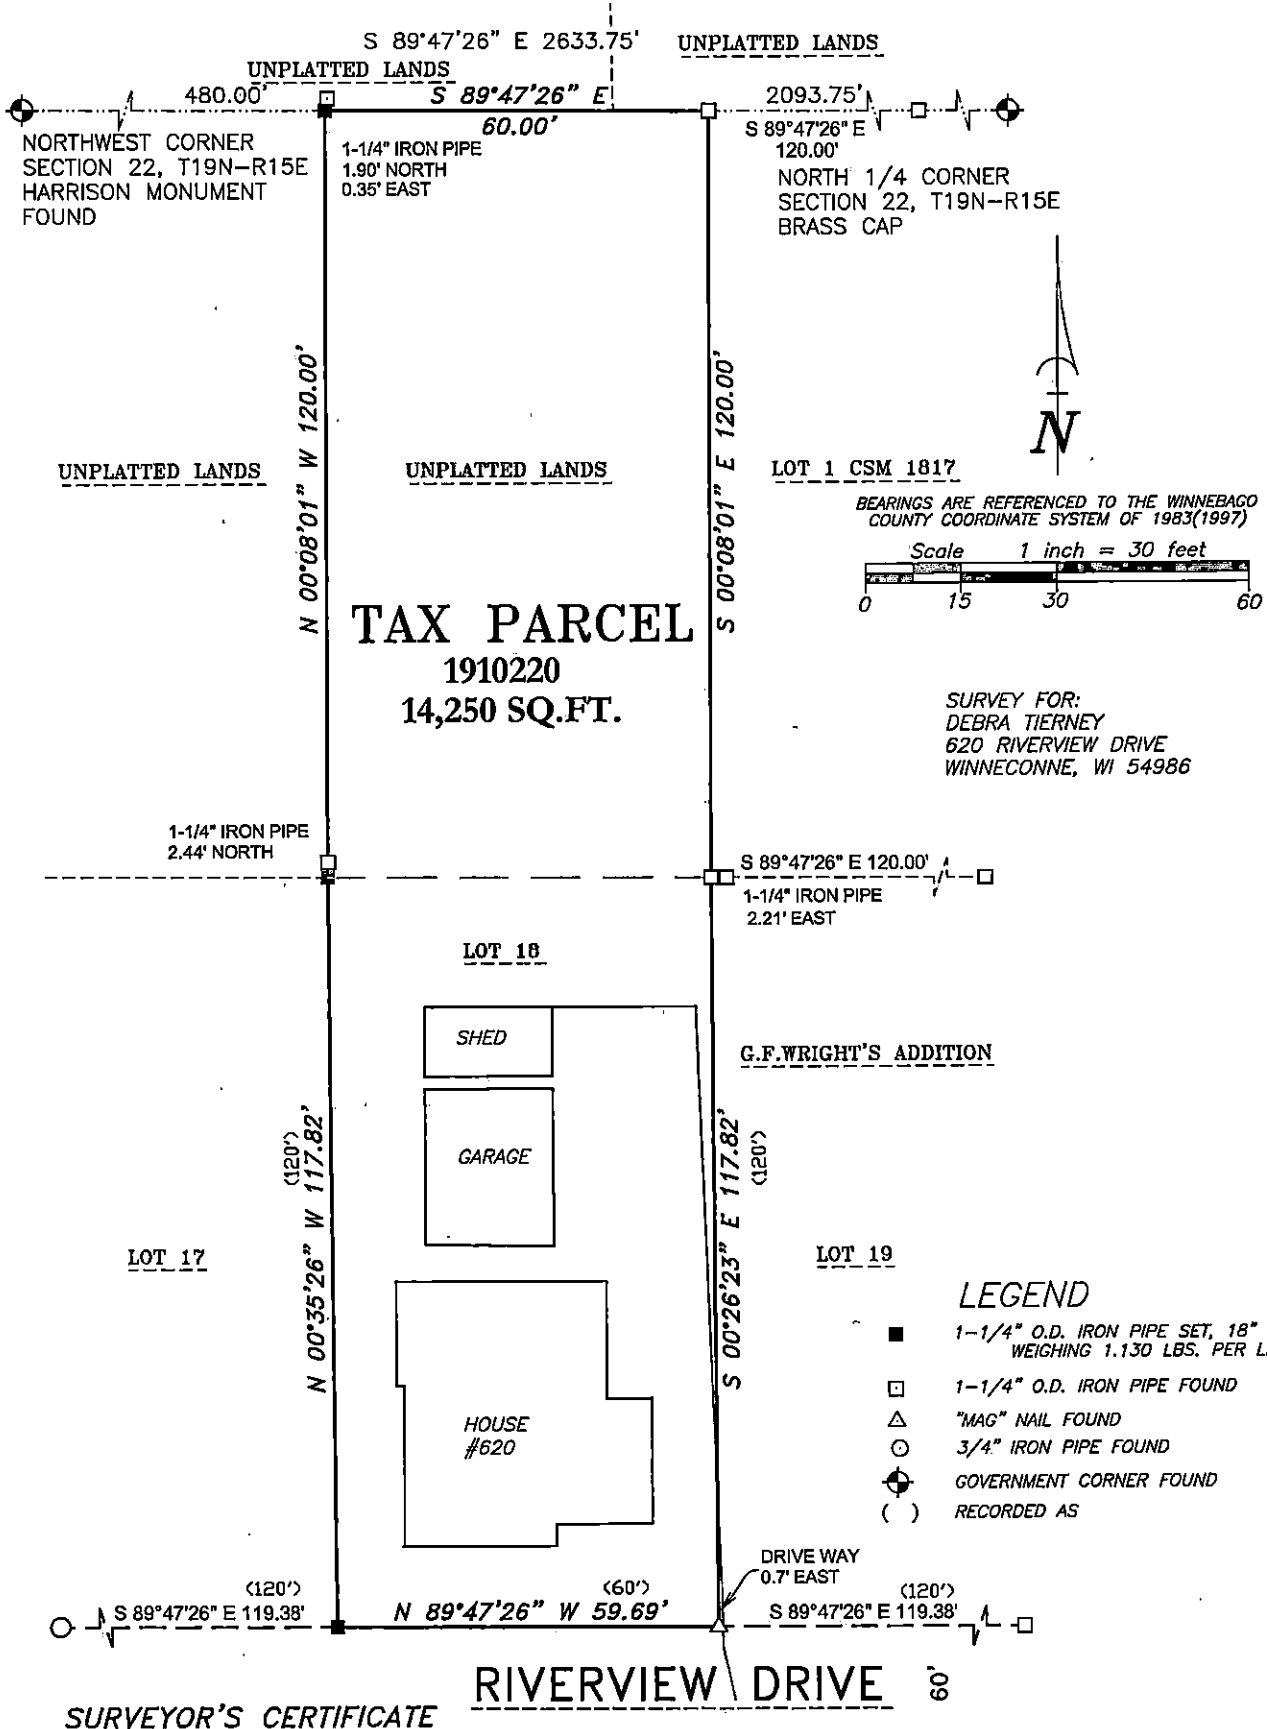 S 89°47'26" E 2633.75'
UNPLATTED LANDS
UNPLATTED LANDS
480.00'
S 89°47'26" E
60.00'
2093.75'
S 89°47'26" E
120.00'
NORTHWEST CORNER
SECTION 22, T19N-R15E
HARRISON MONUMENT
FOUND
1-1/4" IRON PIPE
1.90' NORTH
0.35' EAST
NORTH 1/4 CORNER
SECTION 22, T19N-R15E
BRASS CAP
N 00°08'01" W 120.00'
S 00°08'01" E 120.00'
N
UNPLATTED LANDS
UNPLATTED LANDS
LOT 1 CSM 1817
BEARINGS ARE REFERENCED TO THE WINNEBAGO
COUNTY COORDINATE SYSTEM OF 1983(1997)
Scale 1 inch = 30 feet
0 15 30 60
TAX PARCEL
1910220
14,250 SQ.FT.
SURVEY FOR:
DEBRA TIERNEY
620 RIVERVIEW DRIVE
WINNECONNE, WI 54986
1-1/4" IRON PIPE
2.44' NORTH
S 89°47'26" E 120.00'
1-1/4" IRON PIPE
2.21' EAST
LOT 18
SHED
G.F.WRIGHT'S ADDITION
GARAGE
(120')
N 00°35'26" W 117.82'
S 00°26'23" E 117.82'
(120')
LOT 17
LOT 19
HOUSE
#620
LEGEND
1-1/4" O.D. IRON PIPE SET, 18"
WEIGHING 1.130 LBS. PER L
1-1/4" O.D. IRON PIPE FOUND
"MAG" NAIL FOUND
3/4" IRON PIPE FOUND
GOVERNMENT CORNER FOUND
( ) RECORDED AS
DRIVE WAY
0.7' EAST
(120')
S 89°47'26" E 119.38'
(60')
N 89°47'26" W 59.69'
(120')
S 89°47'26" E 119.38'
RIVERVIEW DRIVE
60'
SURVEYOR'S CERTIFICATE